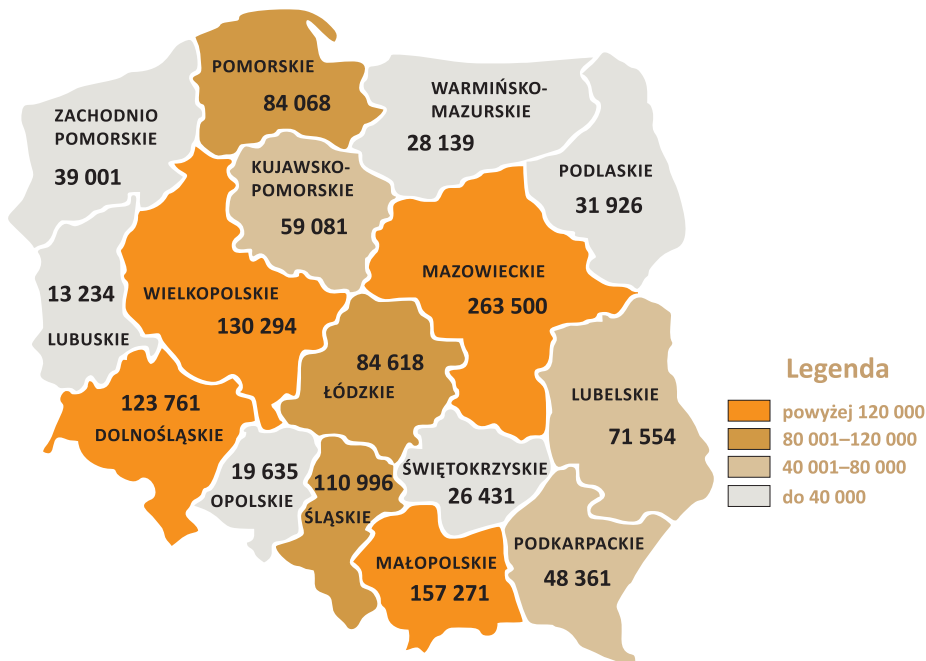 POMORSKIE
84 068
WARMIŃSKO-
MAZURSKIE
28 139
ZACHODNIO
POMORSKIE
39 001
KUJAWSKO-
POMORSKIE
59 081
PODLASKIE
31 926
MAZOWIECKIE
263 500
13 234
LUBUSKIE
WIELKOPOLSKIE
130 294
84 618
ŁÓDZKIE
LUBELSKIE
71 554
123 761
DOLNOŚLĄSKIE
19 635
OPOLSKIE
110 996
ŚLĄSKIE
ŚWIĘTOKRZYSKIE
26 431
MAŁOPOLSKIE
157 271
PODKARPACKIE
48 361
Legenda
powyżej 120 000
80 001–120 000
40 001–80 000
do 40 000